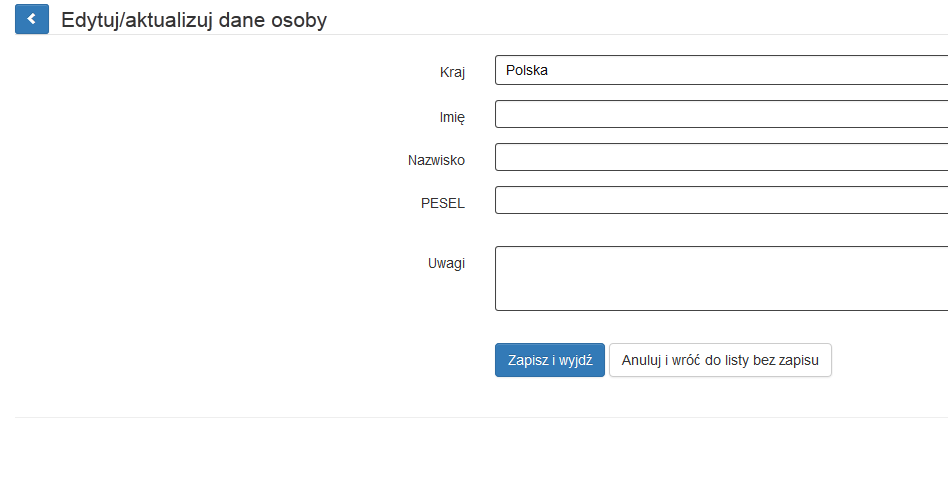 Edytuj/aktualizuj dane osoby
Kraj Polska
Imię
Nazwisko
PESEL
Uwagi
Zapisz i wyjdź Anuluj i wróć do listy bez zapisu